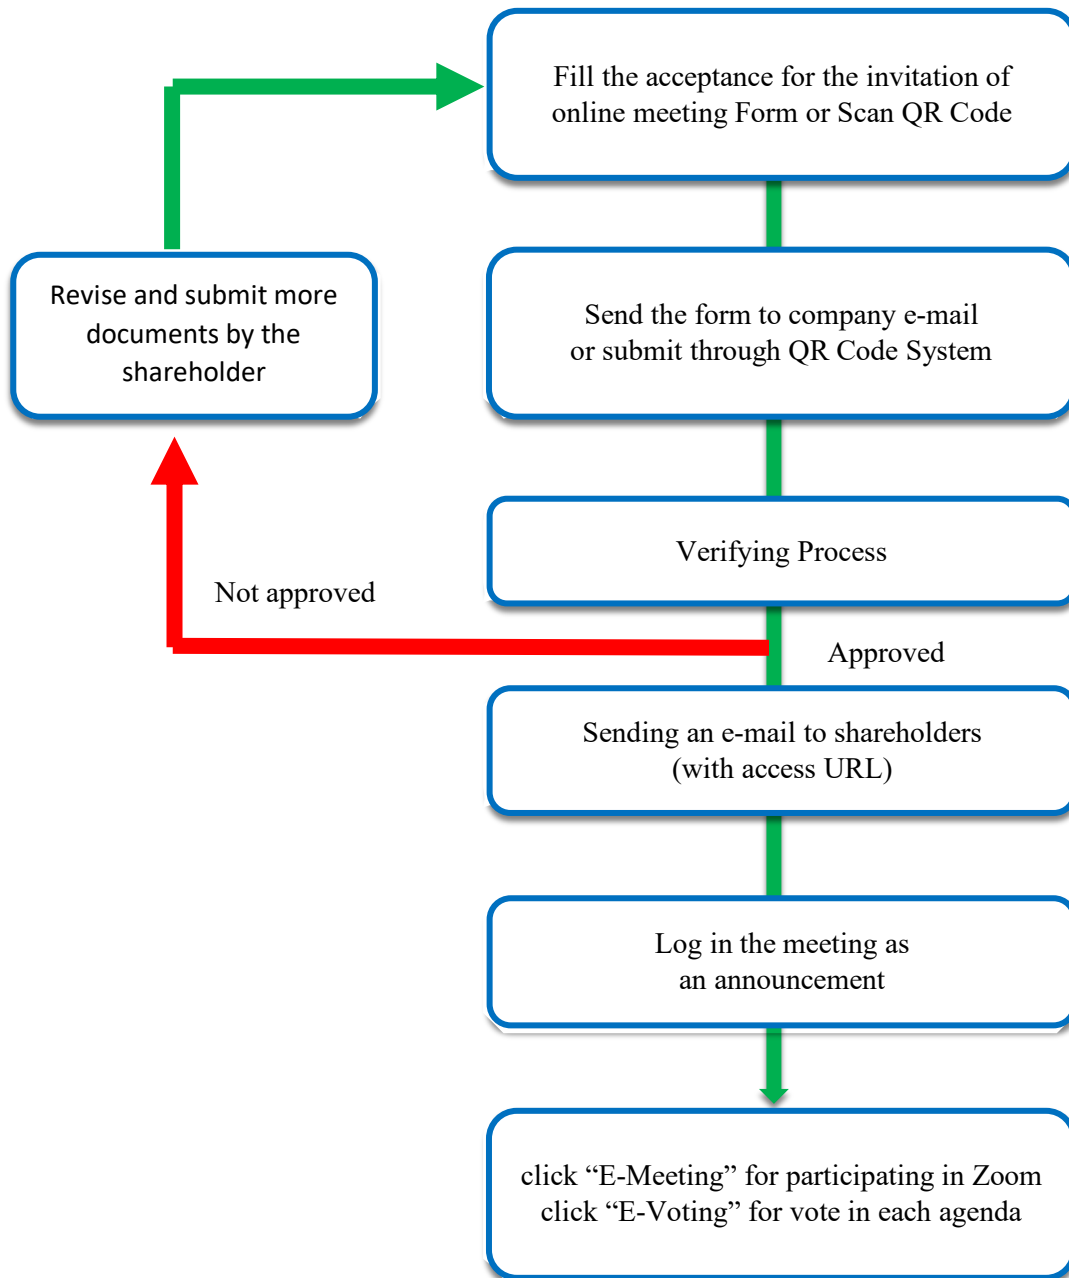 Fill the acceptance for the invitation of
online meeting Form or Scan QR Code
Revise and submit more
documents by the
shareholder
Send the form to company e-mail
or submit through QR Code System
Verifying Process
Not approved
Approved
Sending an e-mail to shareholders
(with access URL)
Log in the meeting as
an announcement
click “E-Meeting” for participating in Zoom
click “E-Voting” for vote in each agenda